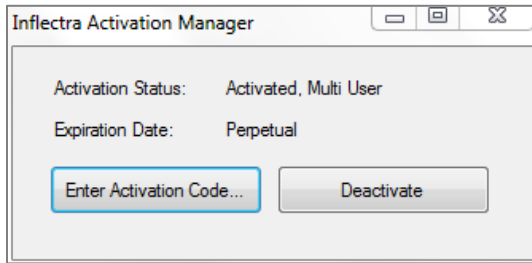 Inflectra Activation Manager
Activation Status: Activated, Multi User
Expiration Date: Perpetual
Enter Activation Code... Deactivate